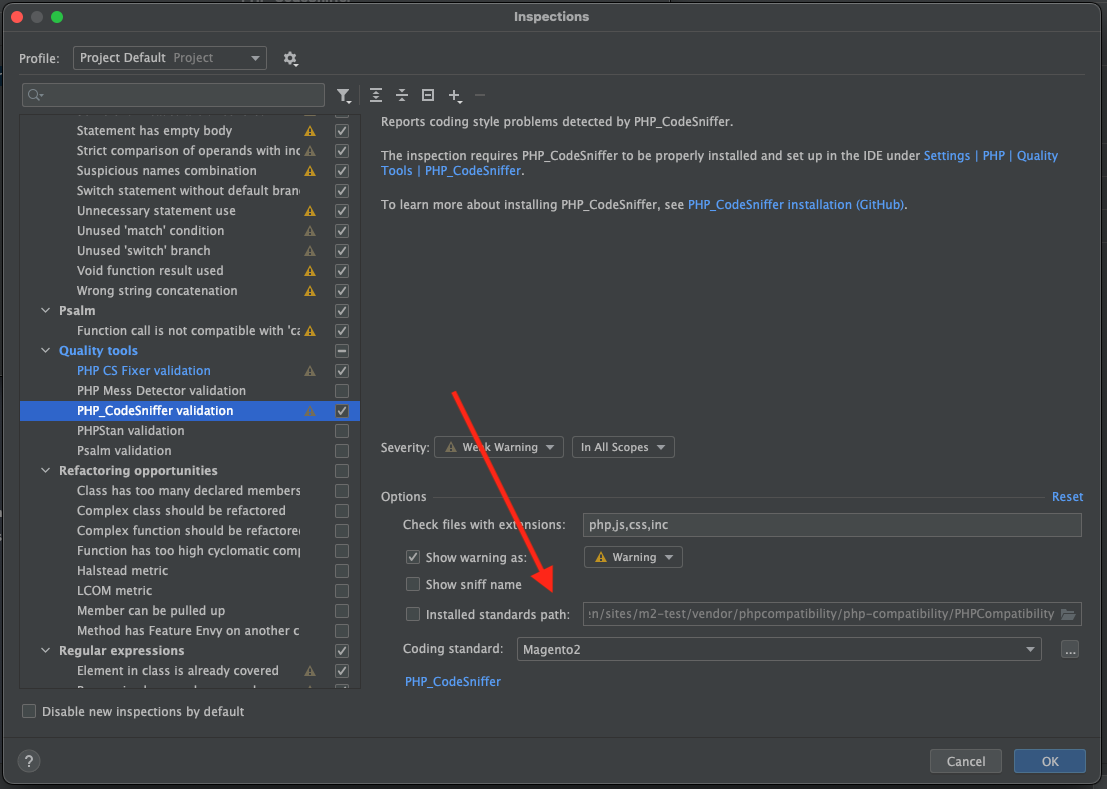 Inspections
Profile:
Project Default Project
Statement has empty body
Strict comparison of operands with inc
Suspicious names combination
Switch statement without default bran
Unnecessary statement use
Unused 'match' condition
Unused 'switch' branch
Void function result used
Wrong string concatenation
Psalm
Function call is not compatible with 'ca
Quality tools
PHP CS Fixer validation
PHP Mess Detector validation
PHP_CodeSniffer validation
PHPStan validation
Psalm validation
Refactoring opportunities
Class has too many declared members
Complex class should be refactored
Complex function should be refactored
Function has too high cyclomatic comp
Halstead metric
LCOM metric
Member can be pulled up
Method has Feature Envy on another c
Regular expressions
Element in class is already covered
Disable new inspections by default
Reports coding style problems detected by PHP_CodeSniffer.
The inspection requires PHP_CodeSniffer to be properly installed and set up in the IDE under Settings | PHP | Quality
Tools | PHP_CodeSniffer.
To learn more about installing PHP_CodeSniffer, see PHP_CodeSniffer installation (GitHub).
Severity:
Weak Warning
In All Scopes
Options
Reset
Check files with extensions:
php,js,css,inc
Show warning as:
Warning
Show sniff name
Installed standards path:
en/sites/m2-test/vendor/phpcompatibility/php-compatibility/PHPCompatibility
Coding standard:
Magento2
...
PHP_CodeSniffer
?
Cancel
OK